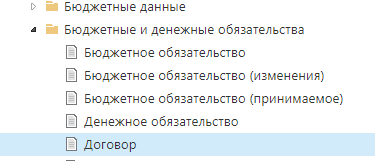 Бюджетные данные
Бюджетные и денежные обязательства
Бюджетное обязательство
Бюджетное обязательство (изменения)
Бюджетное обязательство (принимаемое)
Денежное обязательство
Договор